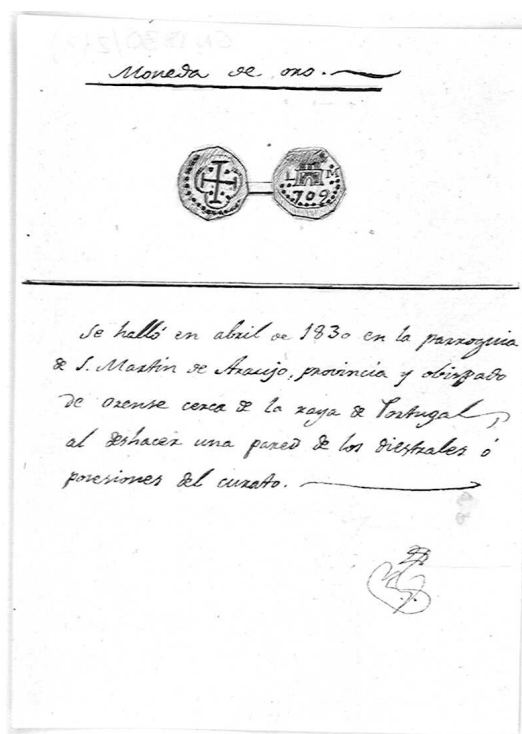 Moneda de oro.
L M
709
Se halló en abril de 1830 en la parroquia
de S. Martin de Araujo, provincia y obispado
de Orense cerca de la raya de Portugal,
al deshacer una pared de los diestrales ó
posesiones del curato.